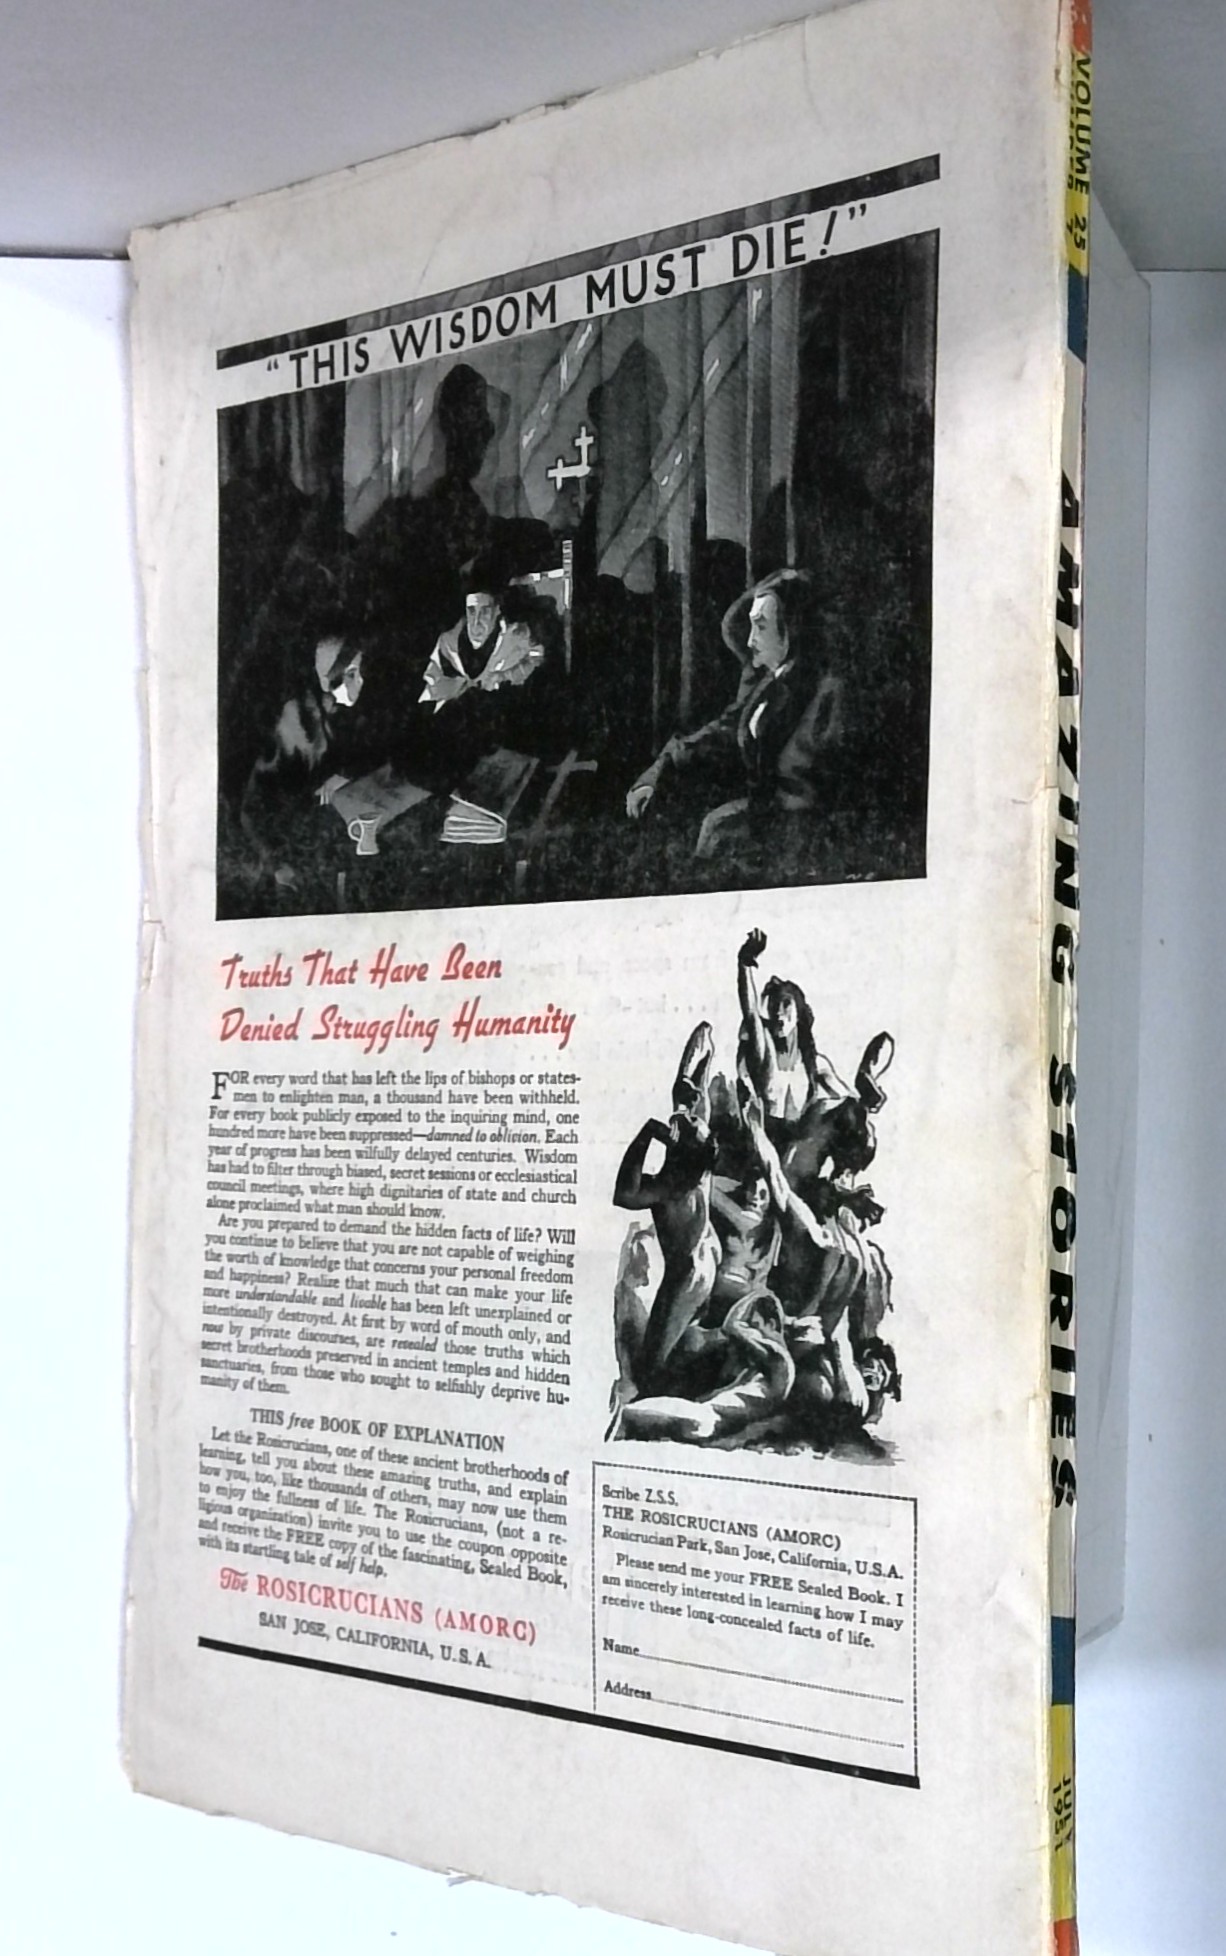 "THIS WISDOM MUST DIE!"
Truths That Have Been
Denied Struggling Humanity
FOR every word that has left the lips of bishops or states-
men to enlighten man, a thousand have been withheld.
For every book publicly exposed to the inquiring mind, one
hundred more have been suppressed—damned to oblivion. Each
year of progress has been wilfully delayed centuries. Wisdom
has had to filter through biased, secret sessions or ecclesiastical
council meetings, where high dignitaries of state and church
alone proclaimed what man should know.
Are you prepared to demand the hidden facts of life? Will
you continue to believe that you are not capable of weighing
the worth of knowledge that concerns your personal freedom
and happiness? Realize that much that can make your life
more understandable and livable has been left unexplained or
intentionally destroyed. At first by word of mouth only, and
now by private discourses, are revealed those truths which
secret brotherhoods preserved in ancient temples and hidden
sanctuaries, from those who sought to selfishly deprive hu-
manity of them.
THIS free BOOK OF EXPLANATION
Let the Rosicrucians, one of these ancient brotherhoods of
learning, tell you about these amazing truths, and explain
how you, too, like thousands of others, may now use them
to enjoy the fullness of life. The Rosicrucians, (not a re-
ligious organization) invite you to use the coupon opposite
and receive the FREE copy of the fascinating, Sealed Book,
with its startling tale of self help.
The ROSICRUCIANS (AMORC)
SAN JOSE, CALIFORNIA, U.S.A.
Scribe Z.S.S.
THE ROSICRUCIANS (AMORC)
Rosicrucian Park, San Jose, California, U.S.A.
Please send me your FREE Sealed Book. I
am sincerely interested in learning how I may
receive these long-concealed facts of life.
Name
Address
VOLUME 25
NUMBER 7
AMAZING STORIES
JULY
1951